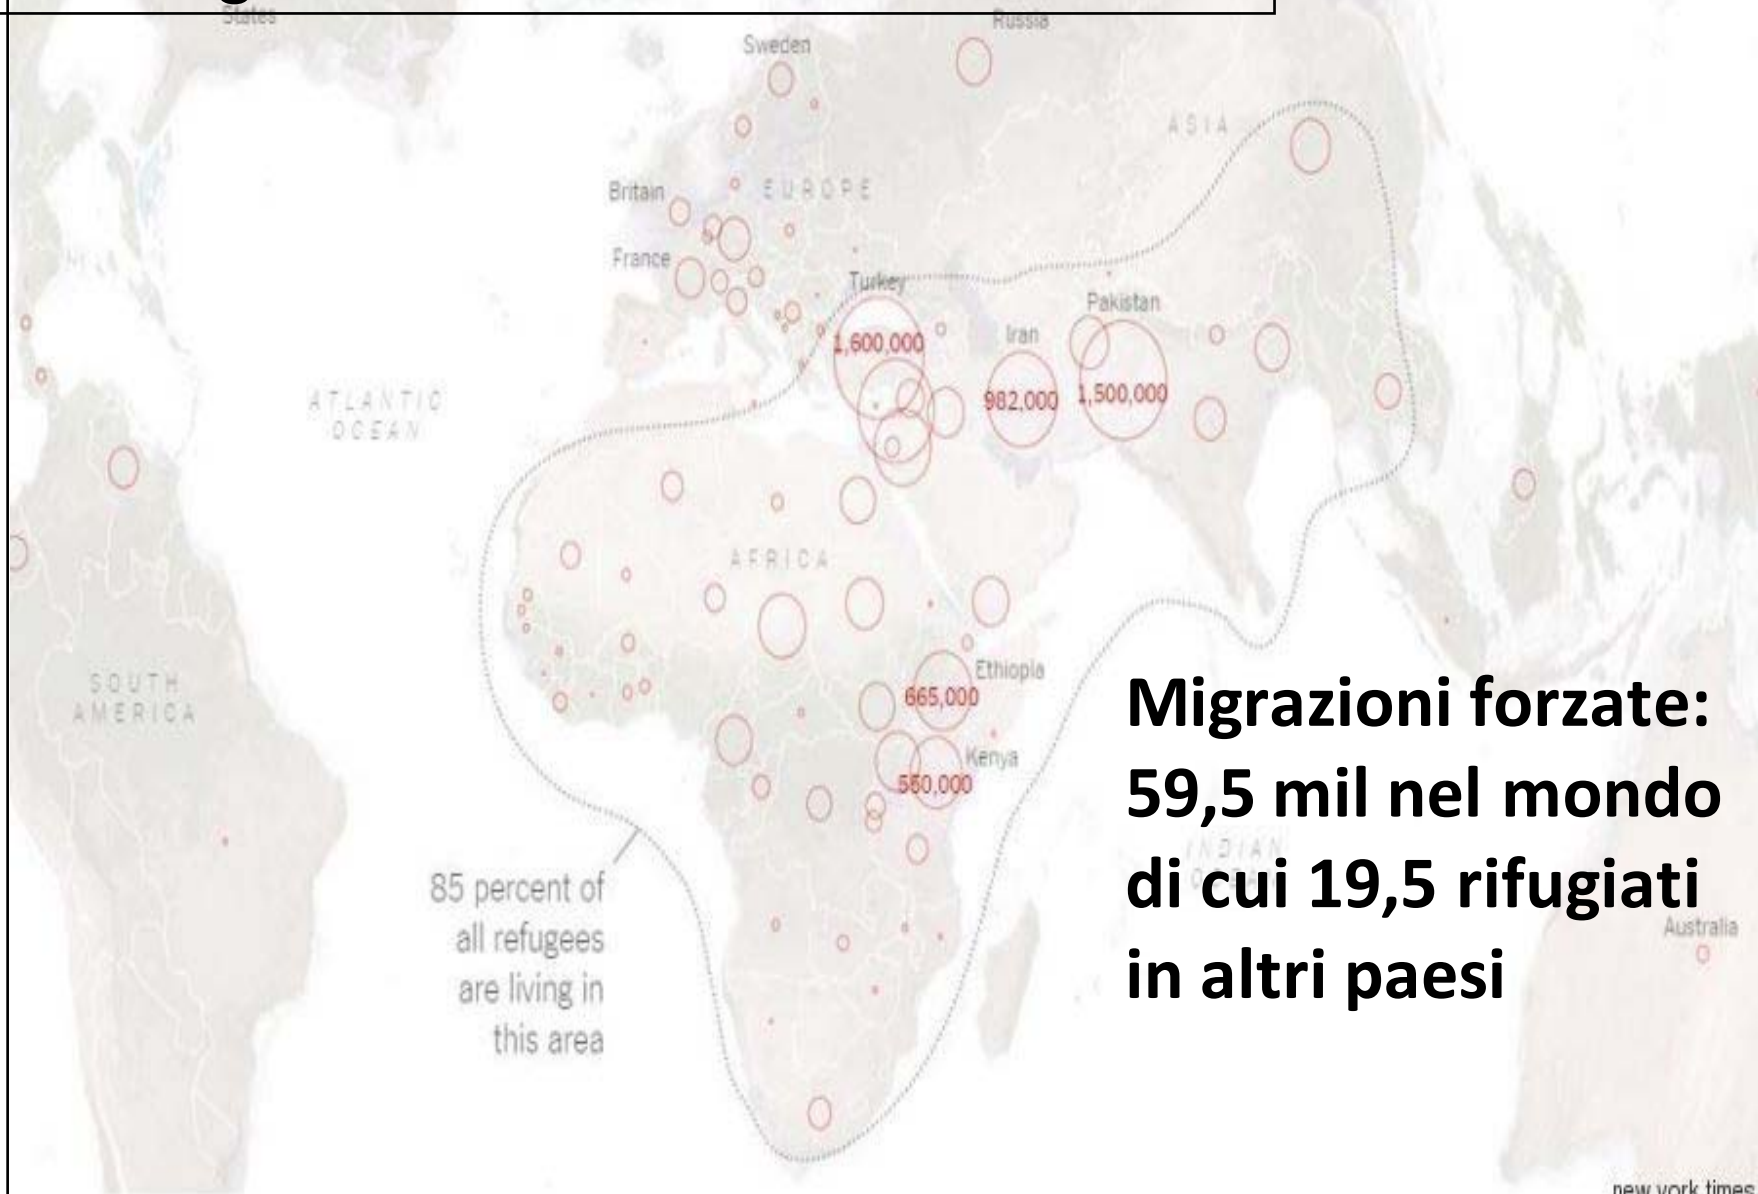 States
Russia
Sweden
ASIA
Britain
EUROPE
France
Turkey
Pakistan
1,600,000
Iran
982,000
1,500,000
ATLANTIC
OCEAN
AFRICA
Ethiopia
665,000
SOUTH
AMERICA
Kenya
550,000
Migrazioni forzate:
59,5 mil nel mondo
di cui 19,5 rifugiati
in altri paesi
INDIAN
85 percent of
all refugees
are living in
this area
Australia
new york times